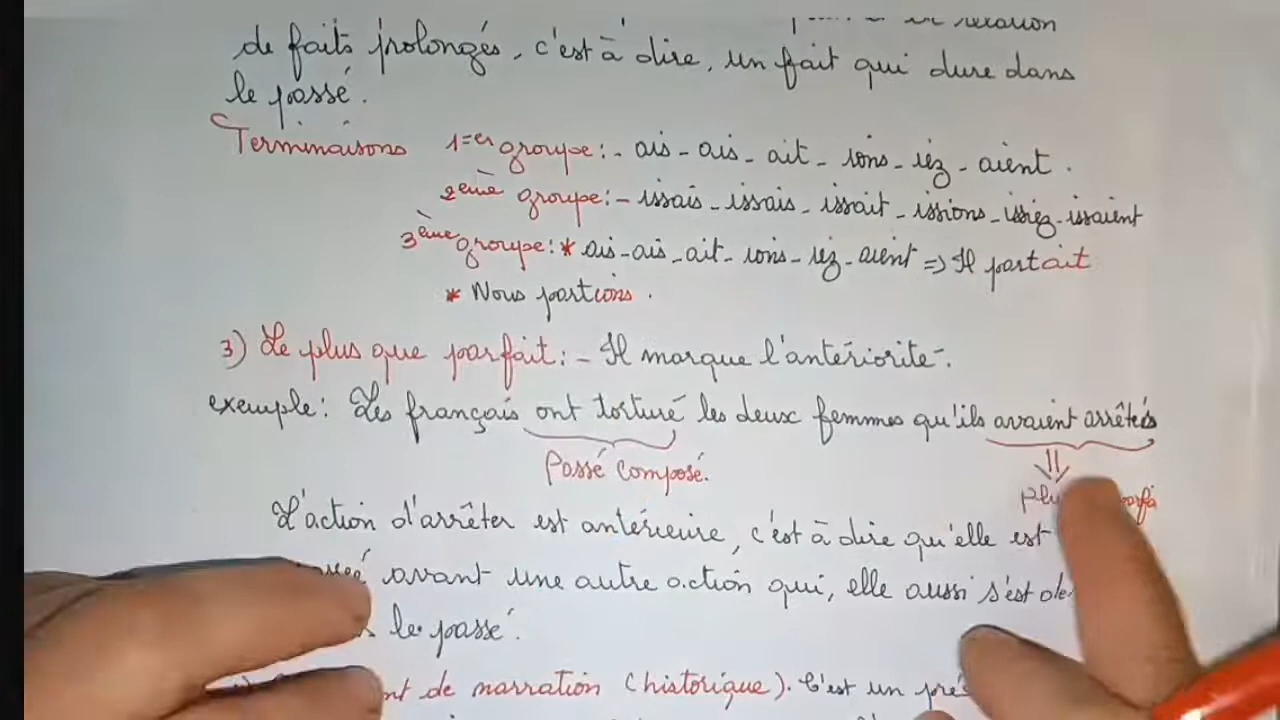 de faits prolongés, c'est à dire, un fait qui dure dans
le passé.
Terminaisons 1=er groupe: - ais - ais - ait - ions - iez - aient.
2ème groupe: - issais - issais - issait - issions - issiez - issaient
3ème groupe: * ais - ais - ait - ions - iez - aient => Il partait
* Nous partions.
3) Le plus que parfait: - Il marque l'antériorité.
exemple: Les français ont torturé les deux femmes qu'ils avaient arrêtés
Passé composé.
L'action d'arrêter est antérieure, c'est à dire qu'elle est
avant une autre action qui, elle aussi s'est
le passé.
de narration (historique). C'est un